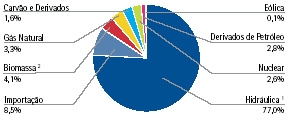 Carvão e Derivados
1,6%
Gás Natural
3,3%
Biomassa 2
4,1%
Importação
8,5%
Eólica
0,1%
Derivados de Petróleo
2,8%
Nuclear
2,6%
Hidráulica 1
77,0%